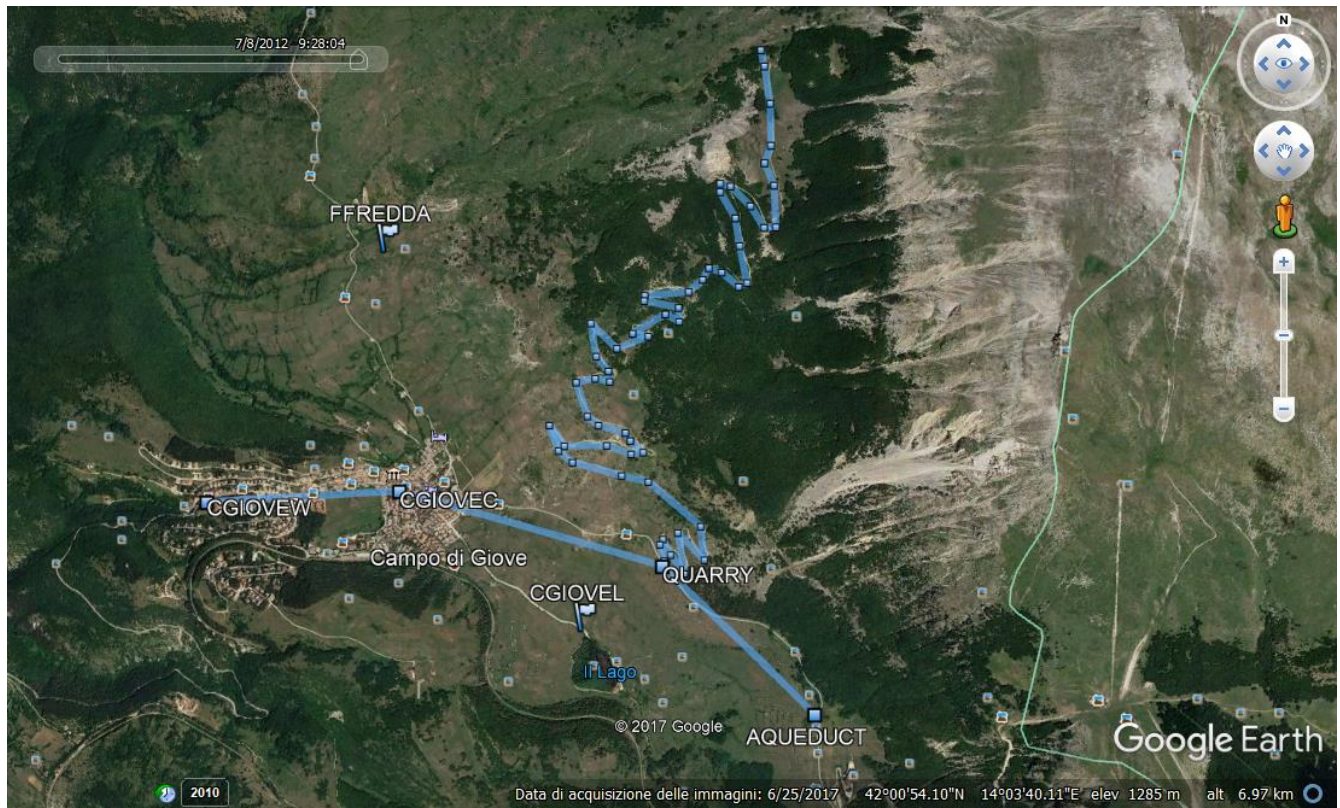 7/8/2012 9:28:04
N
FFREDDA
CGIOVEW
CGIOVEC
Campo di Giove
QUARRY
CGIOVEL
Il Lago
© 2017 Google
AQUEDUCT
Google Earth
2010
Data di acquisizione delle immagini: 6/25/2017 42°00'54.10"N 14°03'40.11"E elev 1285 m alt 6.97 km